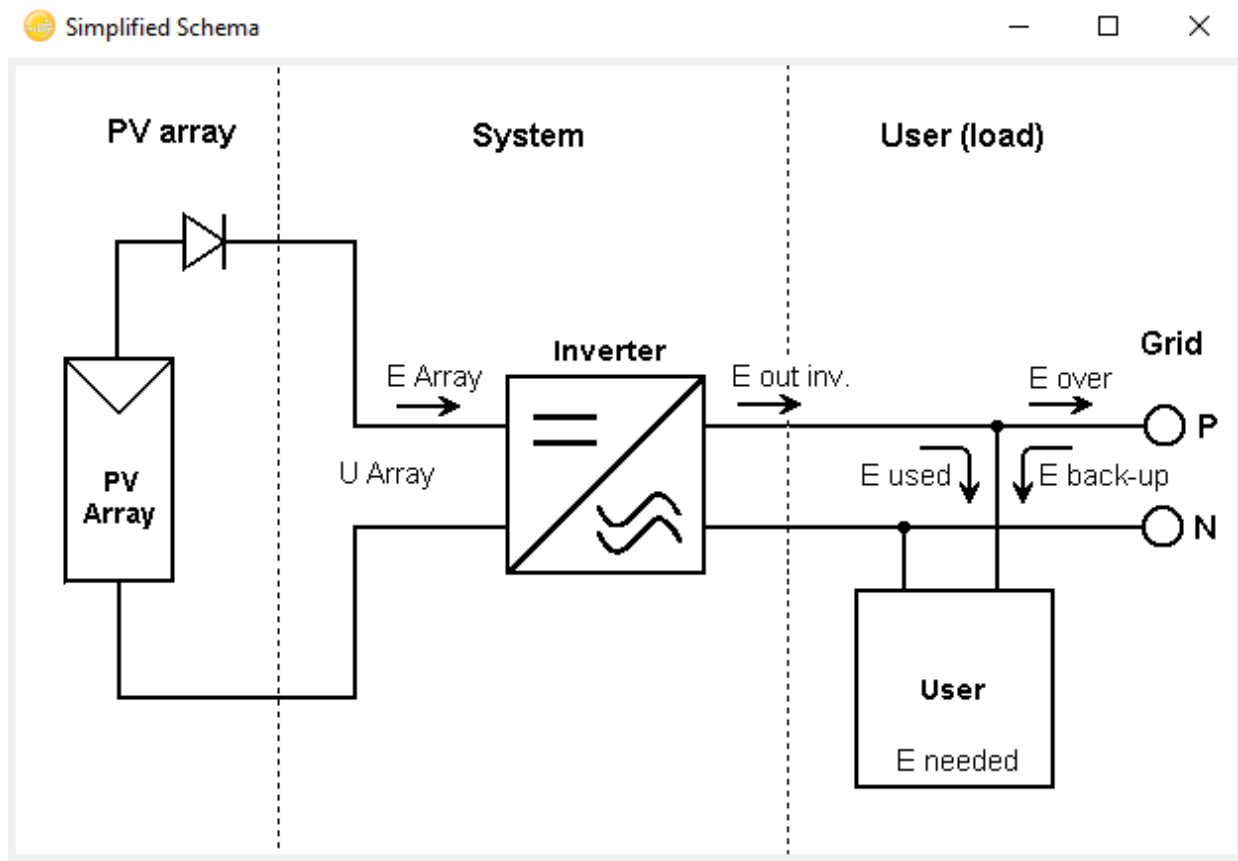 Simplified Schema
PV array
System
User (load)
Inverter
Grid
E Array
E out inv.
E over
P
U Array
E used
E back-up
PV
Array
N
User
E needed